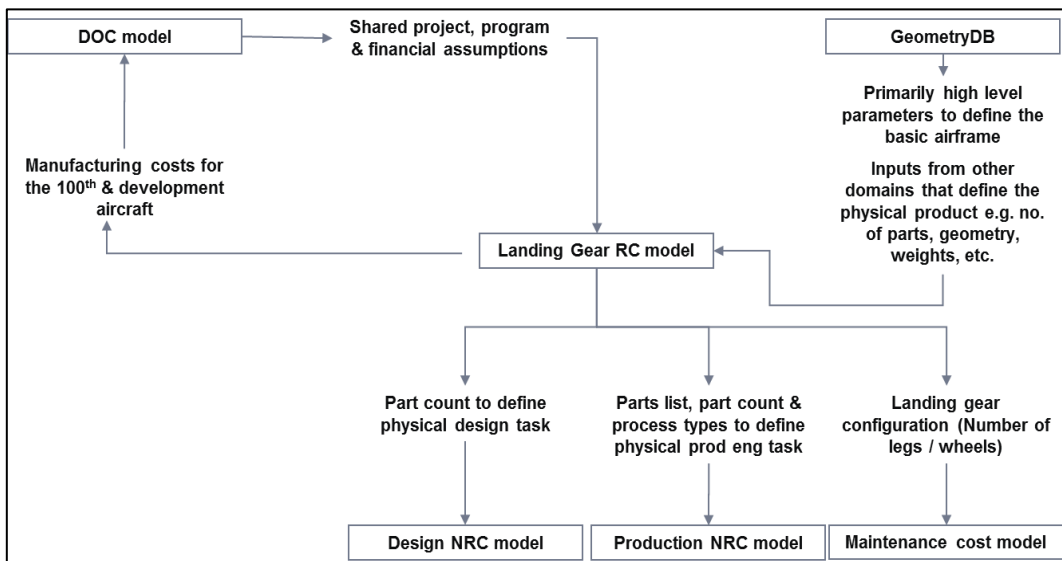 DOC model
Shared project, program
& financial assumptions
GeometryDB
Primarily high level
parameters to define the
basic airframe
Inputs from other
domains that define the
physical product e.g. no.
of parts, geometry,
weights, etc.
Manufacturing costs for
the 100th & development
aircraft
Landing Gear RC model
Part count to define
physical design task
Parts list, part count &
process types to define
physical prod eng task
Landing gear
configuration (Number of
legs / wheels)
Design NRC model
Production NRC model
Maintenance cost model